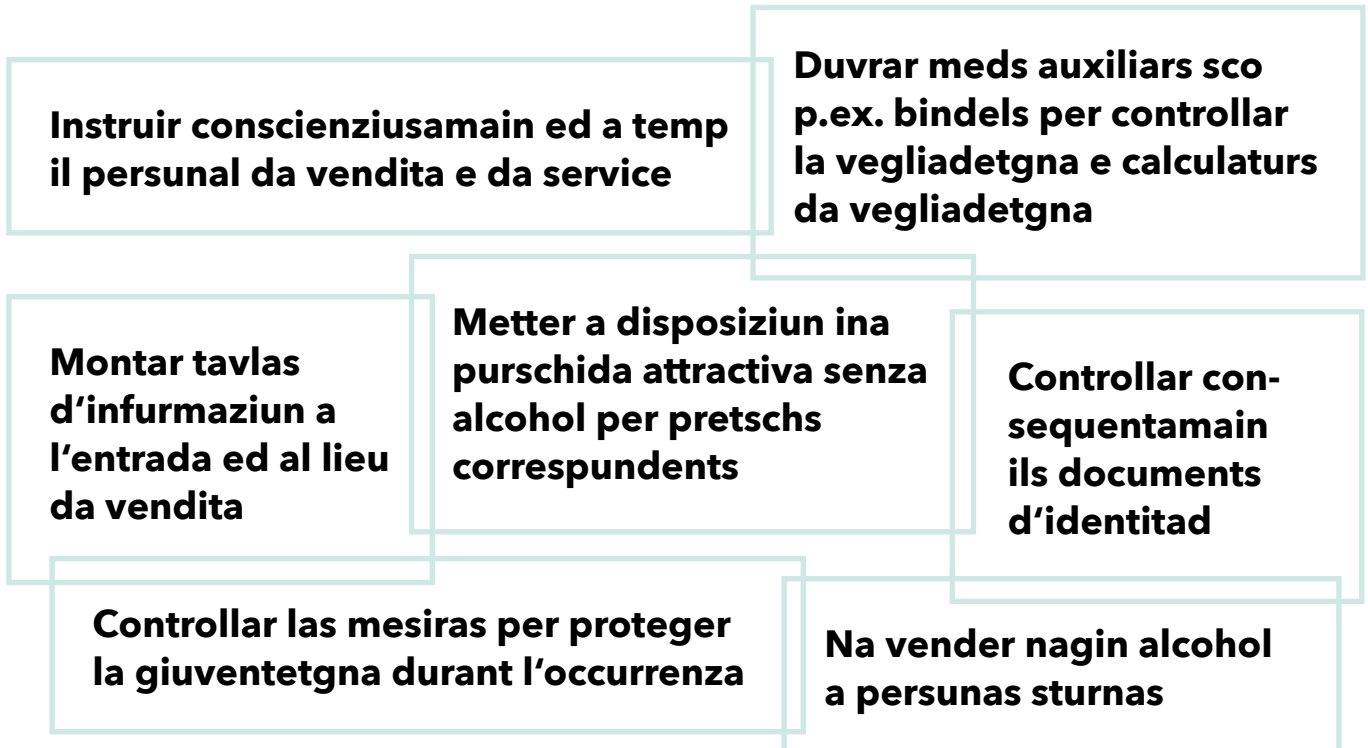 Instruir conscienziusamain ed a temp
il persunal da vendita e da service
Duvrar meds auxiliars sco
p.ex. bindels per controllar
la vegliadetgna e calculaturs
da vegliadetgna
Montar tavlas
d‘infurmaziun a
l‘entrada ed al lieu
da vendita
Metter a disposiziun ina
purschida attractiva senza
alcohol per pretschs
correspundents
Controllar con-
sequentamain
ils documents
d‘identitad
Controllar las mesiras per proteger
la giuventetgna durant l‘occurrenza
Na vender nagin alcohol
a persunas sturnas